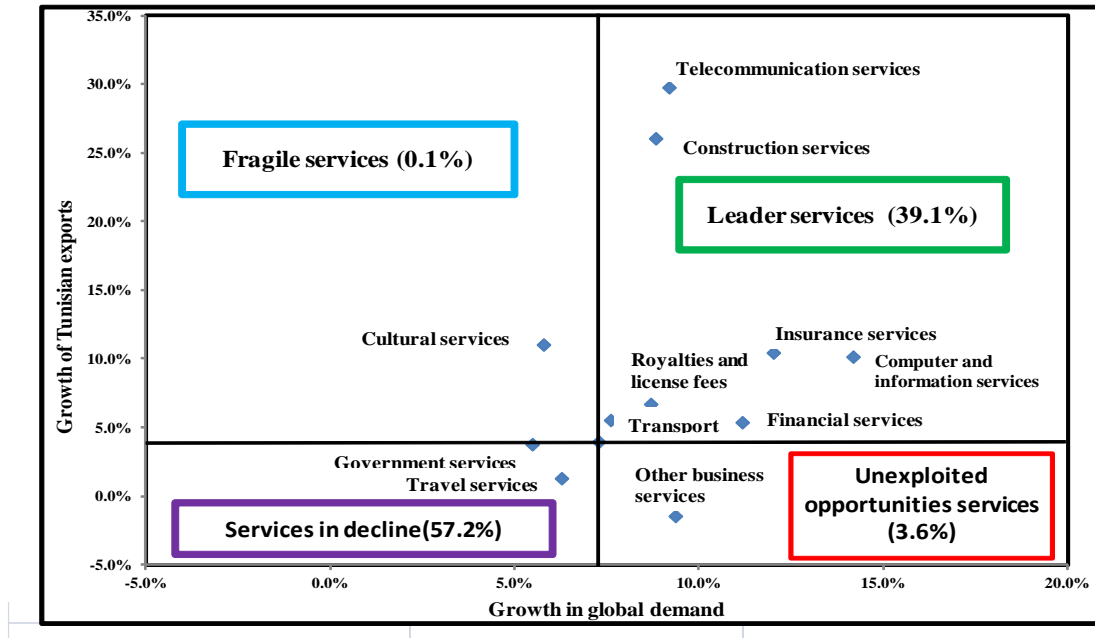 35.0%
30.0%
25.0%
20.0%
15.0%
10.0%
5.0%
0.0%
-5.0%
Growth of Tunisian exports
Telecommunication services
Construction services
Fragile services (0.1%)
Leader services (39.1%)
Cultural services
Insurance services
Royalties and
license fees
Computer and
information services
Transport
Financial services
Government services
Travel services
Other business
services
Services in decline(57.2%)
Unexploited
opportunities services
(3.6%)
-5.0%
0.0%
5.0%
10.0%
15.0%
20.0%
Growth in global demand